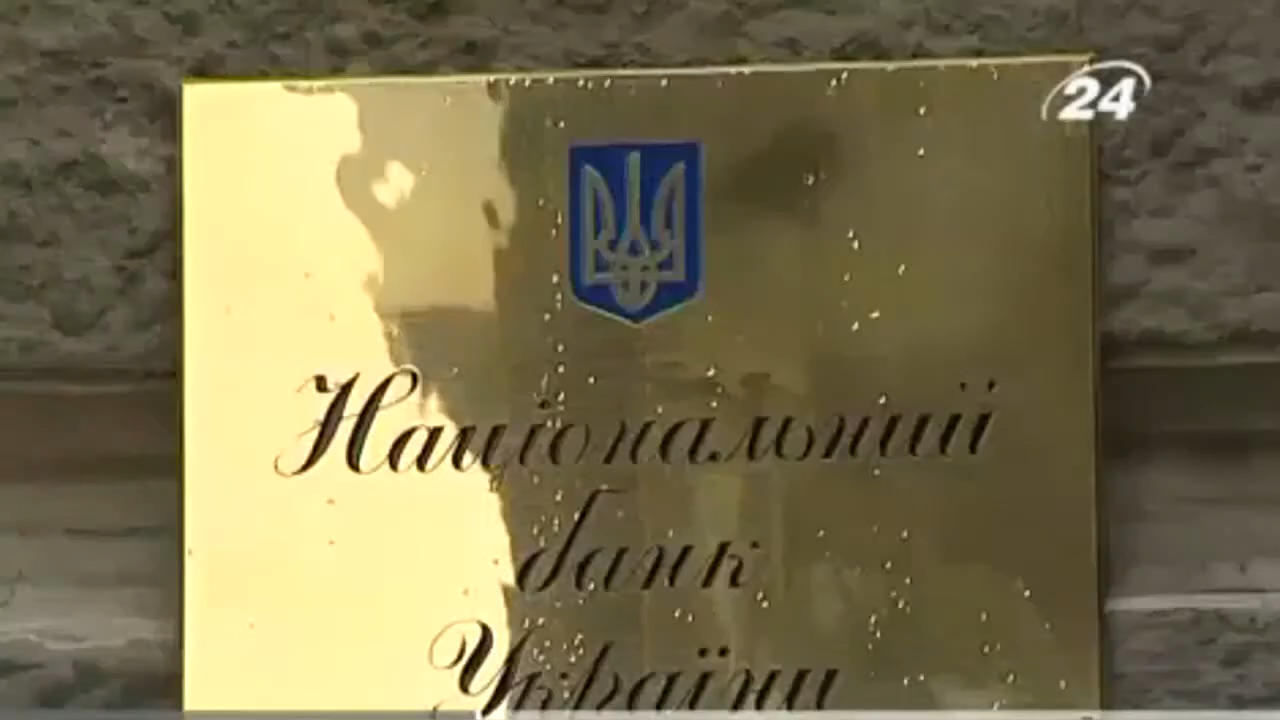 24
Національний
банк
України